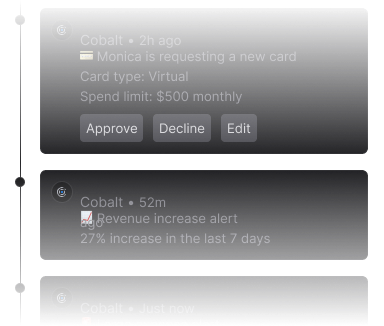 Cobalt • 2h ago
Monica is requesting a new card
Card type: Virtual
Spend limit: $500 monthly
Approve Decline Edit
Cobalt • 52m
ago
Revenue increase alert
27% increase in the last 7 days
Cobalt • Just now